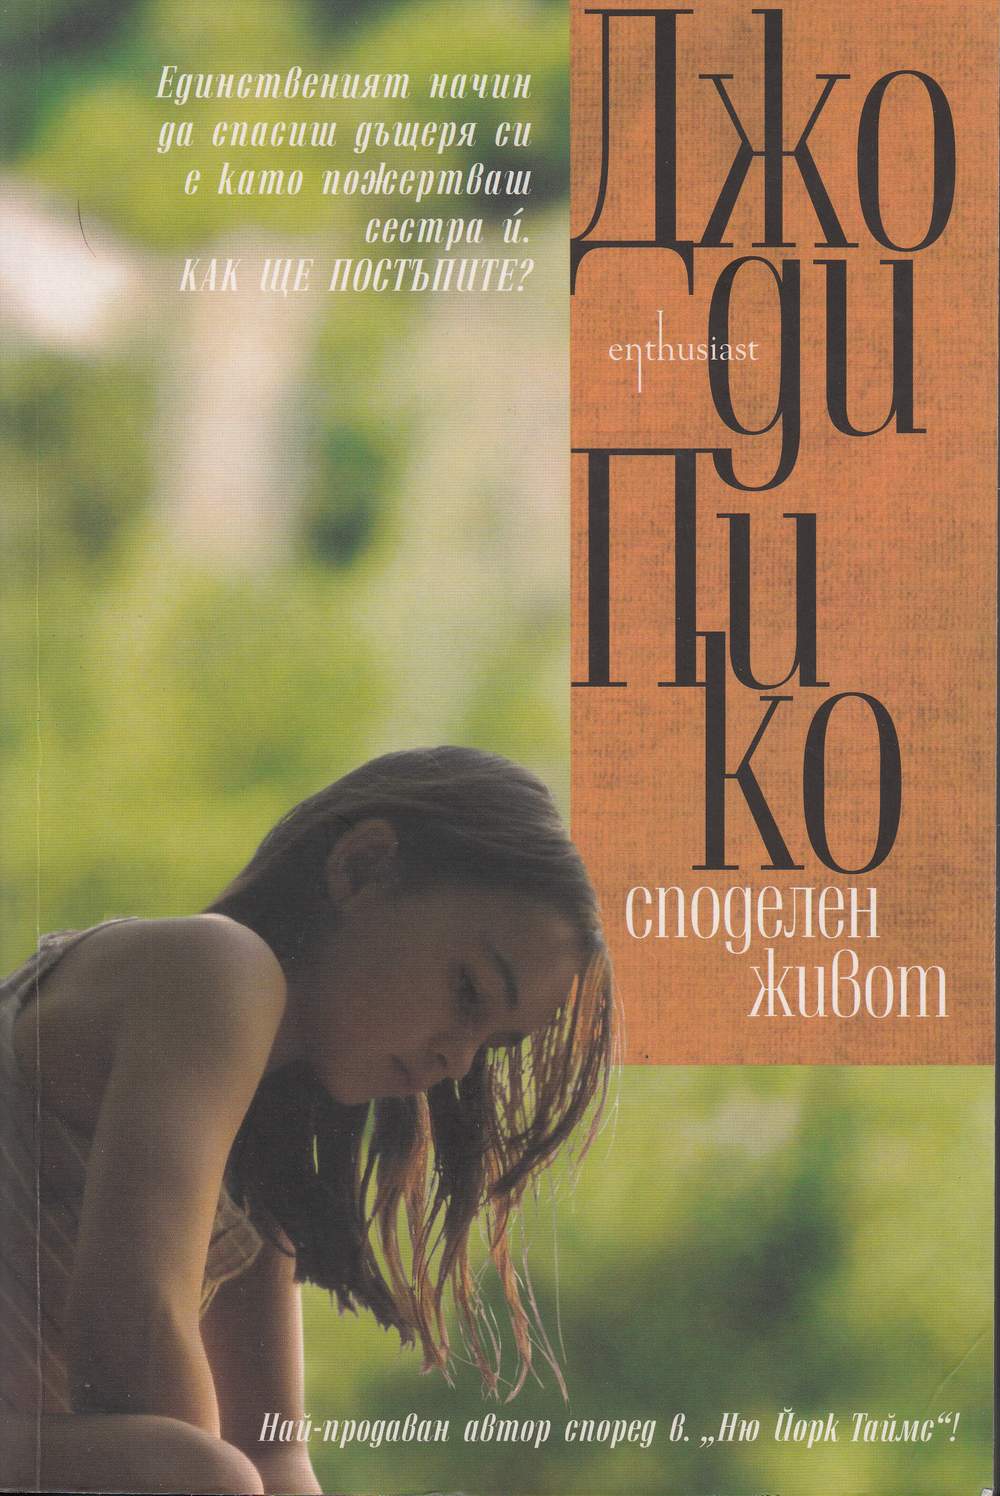 Единственият начин
да спасиш дъщеря си
е като пожертваш
сестра ѝ.
КАК ЩЕ ПОСТЪПИТЕ?
Джо
ди
enthusiast
Пи
ко
споделен
живот
Най-продаван автор според в. „Ню Йорк Таймс“!